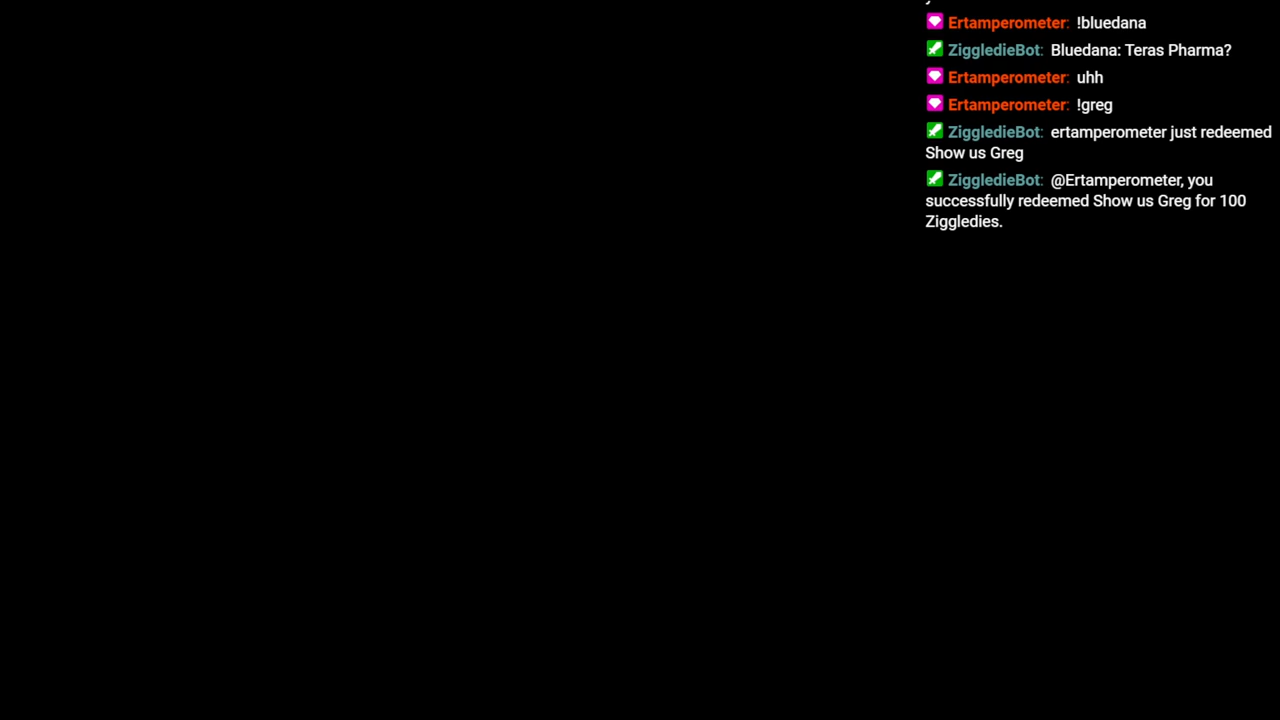 Ertamperometer: !bluedana
ZiggledieBot: Bluedana: Teras Pharma?
Ertamperometer: uhh
Ertamperometer: !greg
ZiggledieBot: ertamperometer just redeemed
Show us Greg
ZiggledieBot: @Ertamperometer, you
successfully redeemed Show us Greg for 100
Ziggledies.